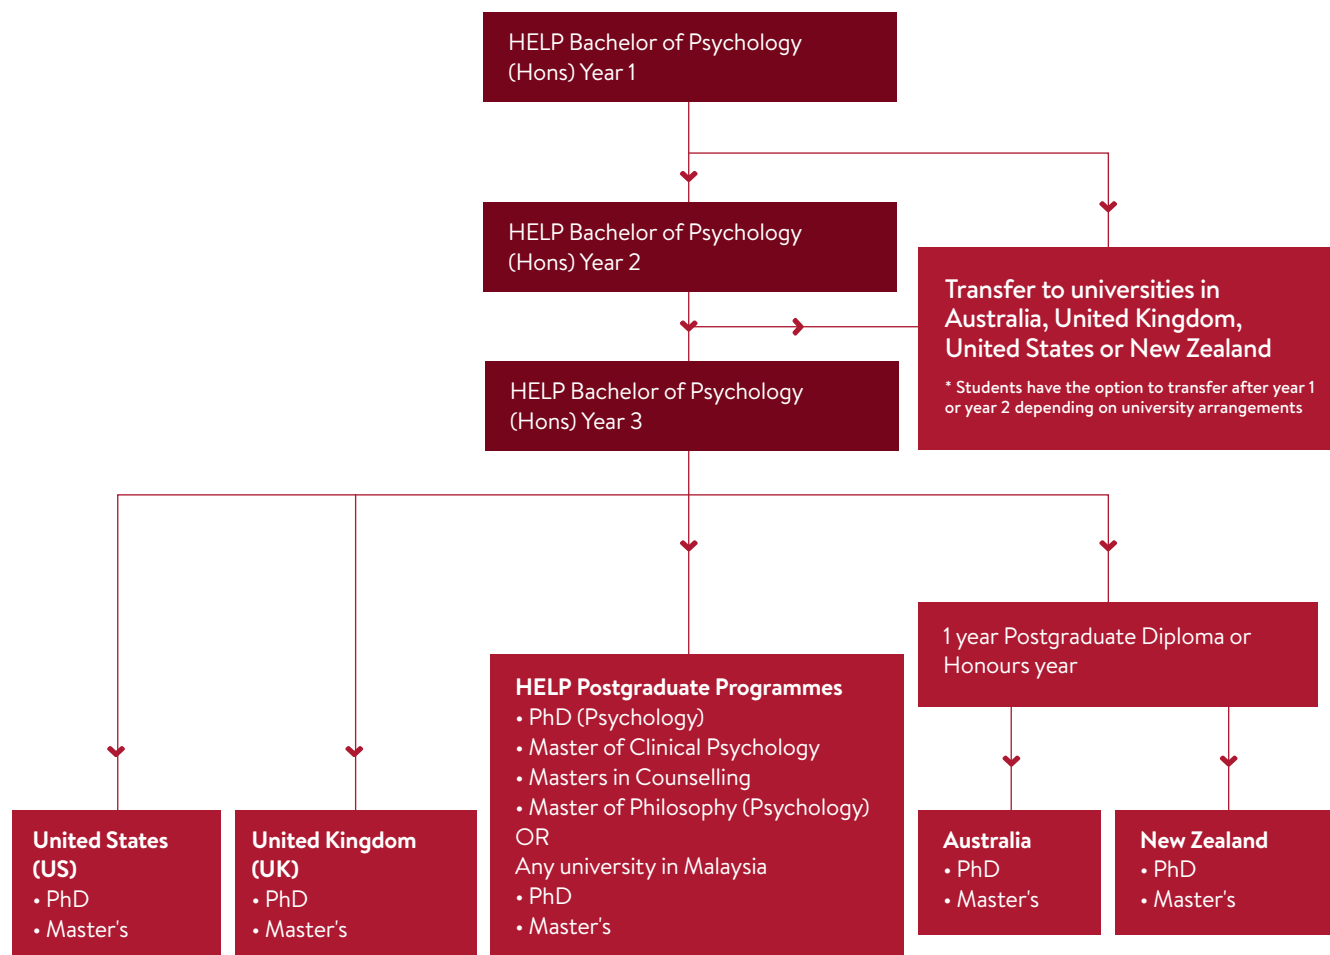 HELP Bachelor of Psychology
(Hons) Year 1
HELP Bachelor of Psychology
(Hons) Year 2
Transfer to universities in
Australia, United Kingdom,
United States or New Zealand
* Students have the option to transfer after year 1
or year 2 depending on university arrangements
HELP Bachelor of Psychology
(Hons) Year 3
1 year Postgraduate Diploma or
Honours year
United States
(US)
• PhD
• Master's
United Kingdom
(UK)
• PhD
• Master's
HELP Postgraduate Programmes
• PhD (Psychology)
• Master of Clinical Psychology
• Masters in Counselling
• Master of Philosophy (Psychology)
OR
Any university in Malaysia
• PhD
• Master's
Australia
• PhD
• Master's
New Zealand
• PhD
• Master's